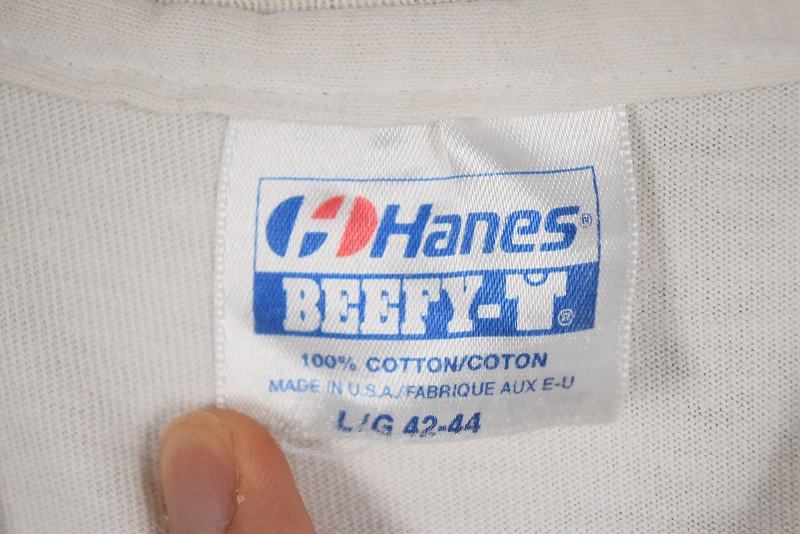 Hanes®
BEEFY-T®
100% COTTON/COTON
MADE IN U.S.A./FABRIQUE AUX E-U
L/G 42-44